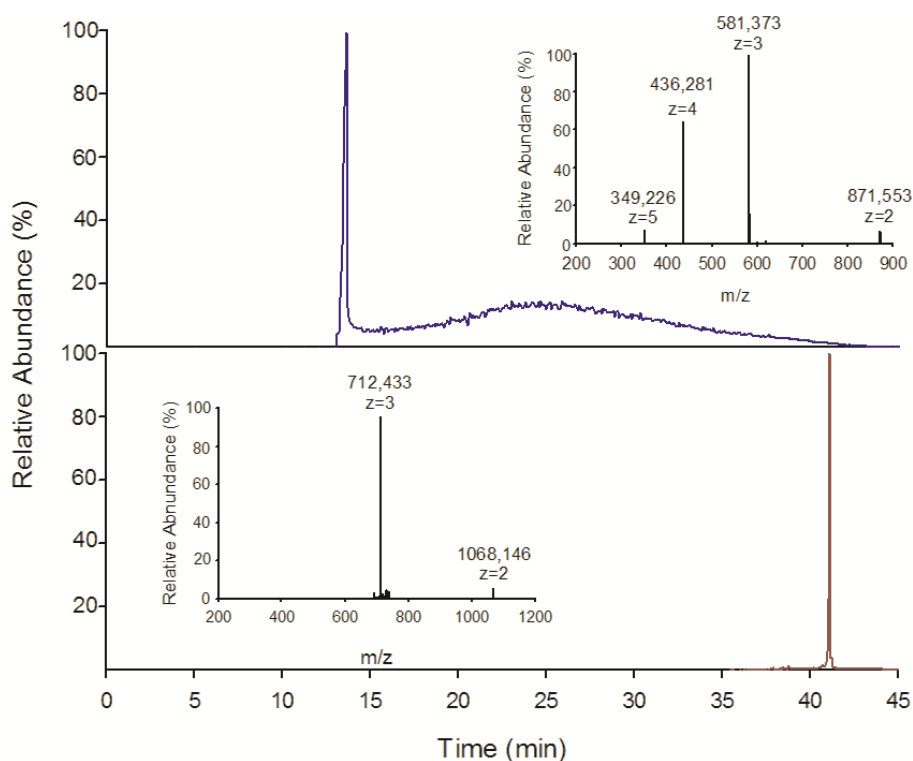 Relative Abundance (%)
100
80
60
40
20
Relative Abundance (%)
100
80
60
40
20
0
581,373
z=3
436,281
z=4
349,226
z=5
871,553
z=2
200 300 400 500 600 700 800 900
m/z
100
80
60
40
20
Relative Abnundance (%)
100
80
60
40
20
0
712,433
z=3
1068,146
z=2
200 400 600 800 1000 1200
m/z
0 5 10 15 20 25 30 35 40 45
Time (min)